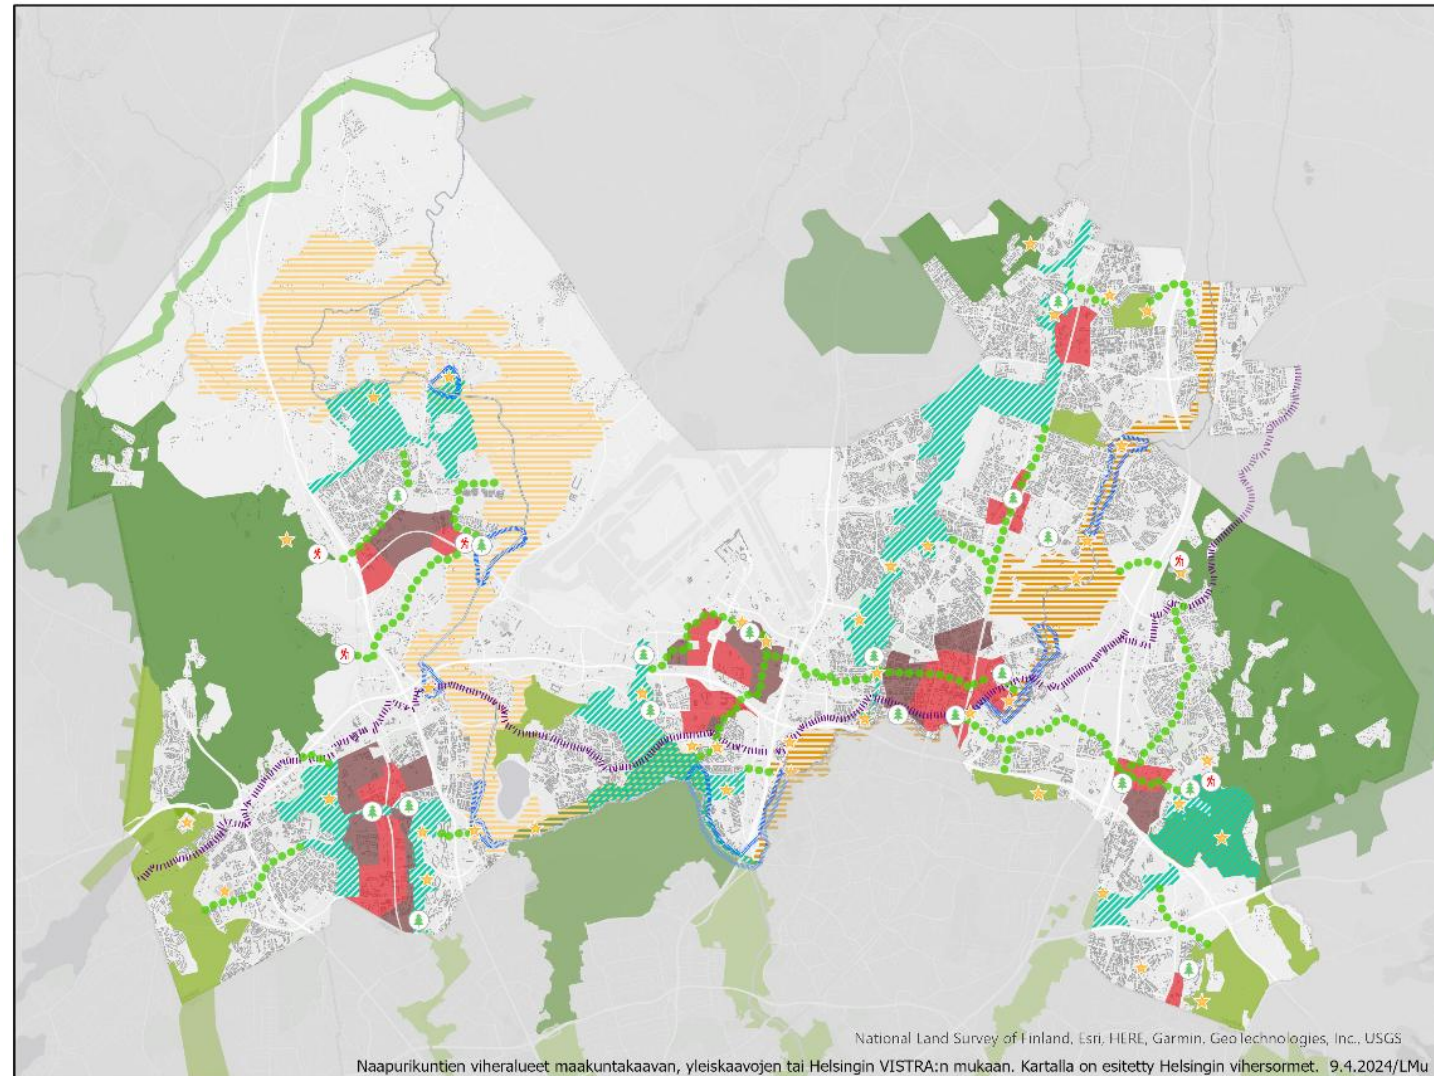 National Land Survey of Finland, Esri, HERE, Garmin, GeoTechnologies, Inc., USGS
Naapurikuntien viheralueet maakuntakaavan, yleiskaavojen tai Helsingin VISTRA:n mukaan. Kartalla on esitetty Helsingin vihersormet. 9.4.2024/LMu